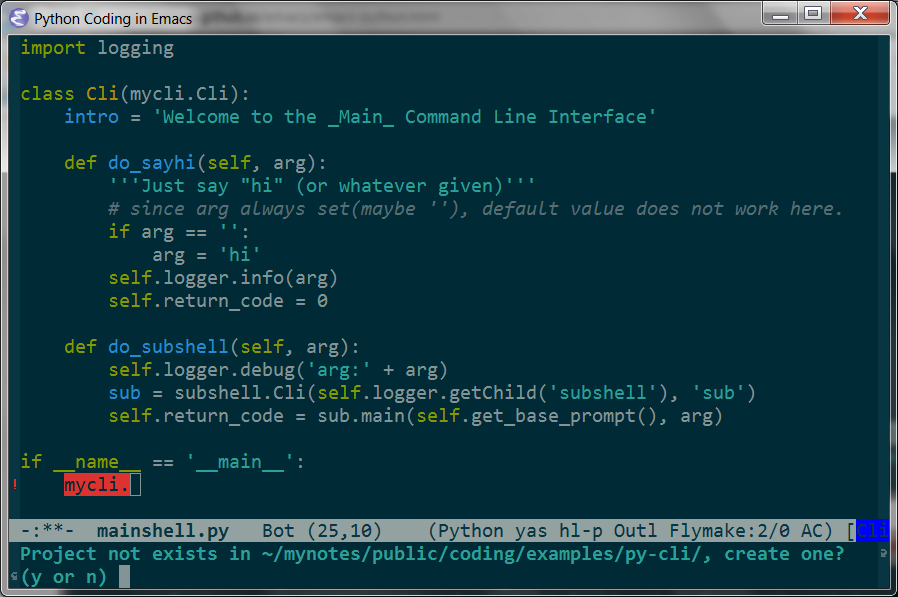 Python Coding in Emacs
import logging
class Cli(mycli.Cli):
    intro = 'Welcome to the _Main_ Command Line Interface'
    def do_sayhi(self, arg):
        '''Just say "hi" (or whatever given)'''
        # since arg always set(maybe ''), default value does not work here.
        if arg == '':
            arg = 'hi'
        self.logger.info(arg)
        self.return_code = 0
    def do_subshell(self, arg):
        self.logger.debug('arg:' + arg)
        sub = subshell.Cli(self.logger.getChild('subshell'), 'sub')
        self.return_code = sub.main(self.get_base_prompt(), arg)
if __name__ == '__main__':
!    mycli.
-:**-  mainshell.py   Bot (25,10)    (Python yas hl-p Outl Flymake:2/0 AC) [Cli
Project not exists in ~/mynotes/public/coding/examples/py-cli/, create one?
(y or n)